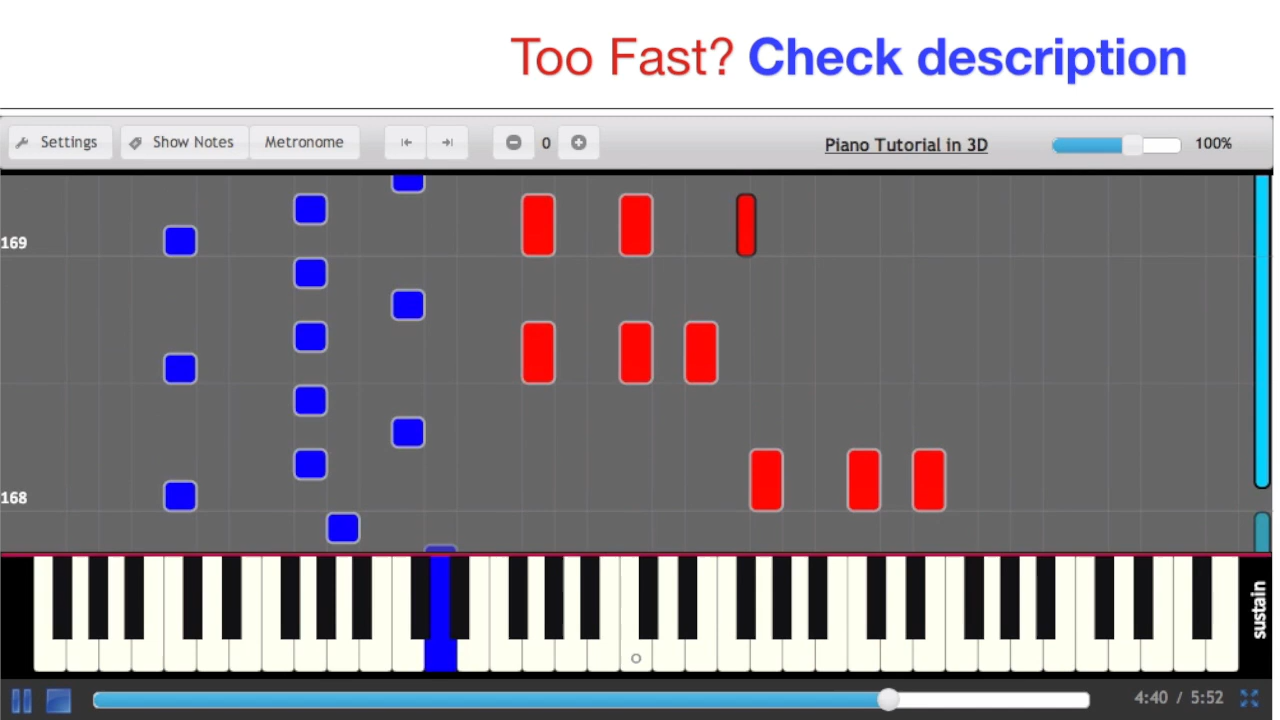 Too Fast? Check description
Settings Show Notes Metronome 0 Piano Tutorial in 3D 100%
169
168
sustain
4:40 / 5:52